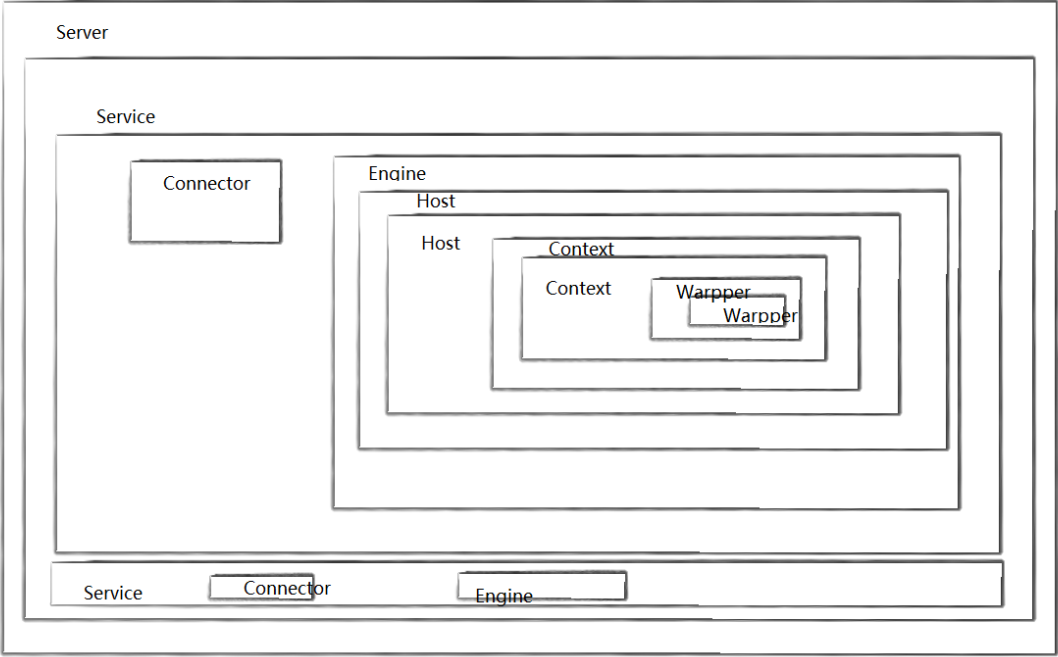 Server
Service
Connector
Engine
Host
Host
Context
Context
Warpper
Warpper
Service
Connector
Engine